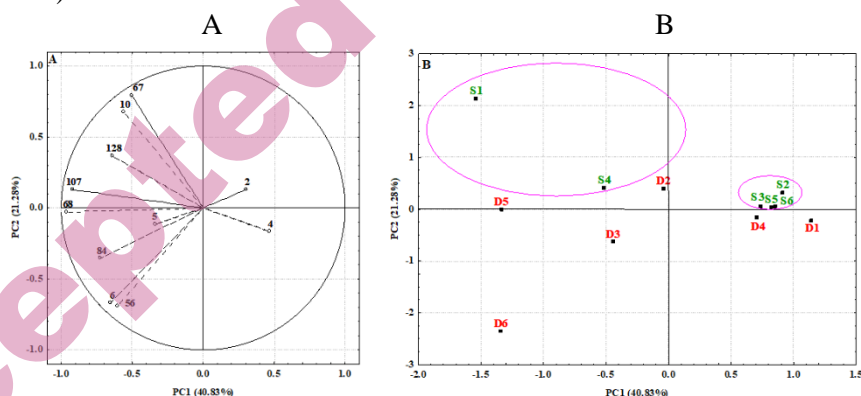 A
B
A
1.0
0.5
0.0
-0.5
-1.0
PC2 (21.28%)
67
10
128
107
2
68
5
4
84
6
56
-1.0 -0.5 0.0 0.5 1.0
PC1 (40.83%)
B
3
2
1
0
-1
-2
-3
PC2 (21.28%)
S1
S4
D2
S2
S3 S5 S6
D5
D4 D1
D3
D6
-2.0 -1.5 -1.0 -0.5 0.0 0.5 1.0 1.5
PC1 (40.83%)
epted